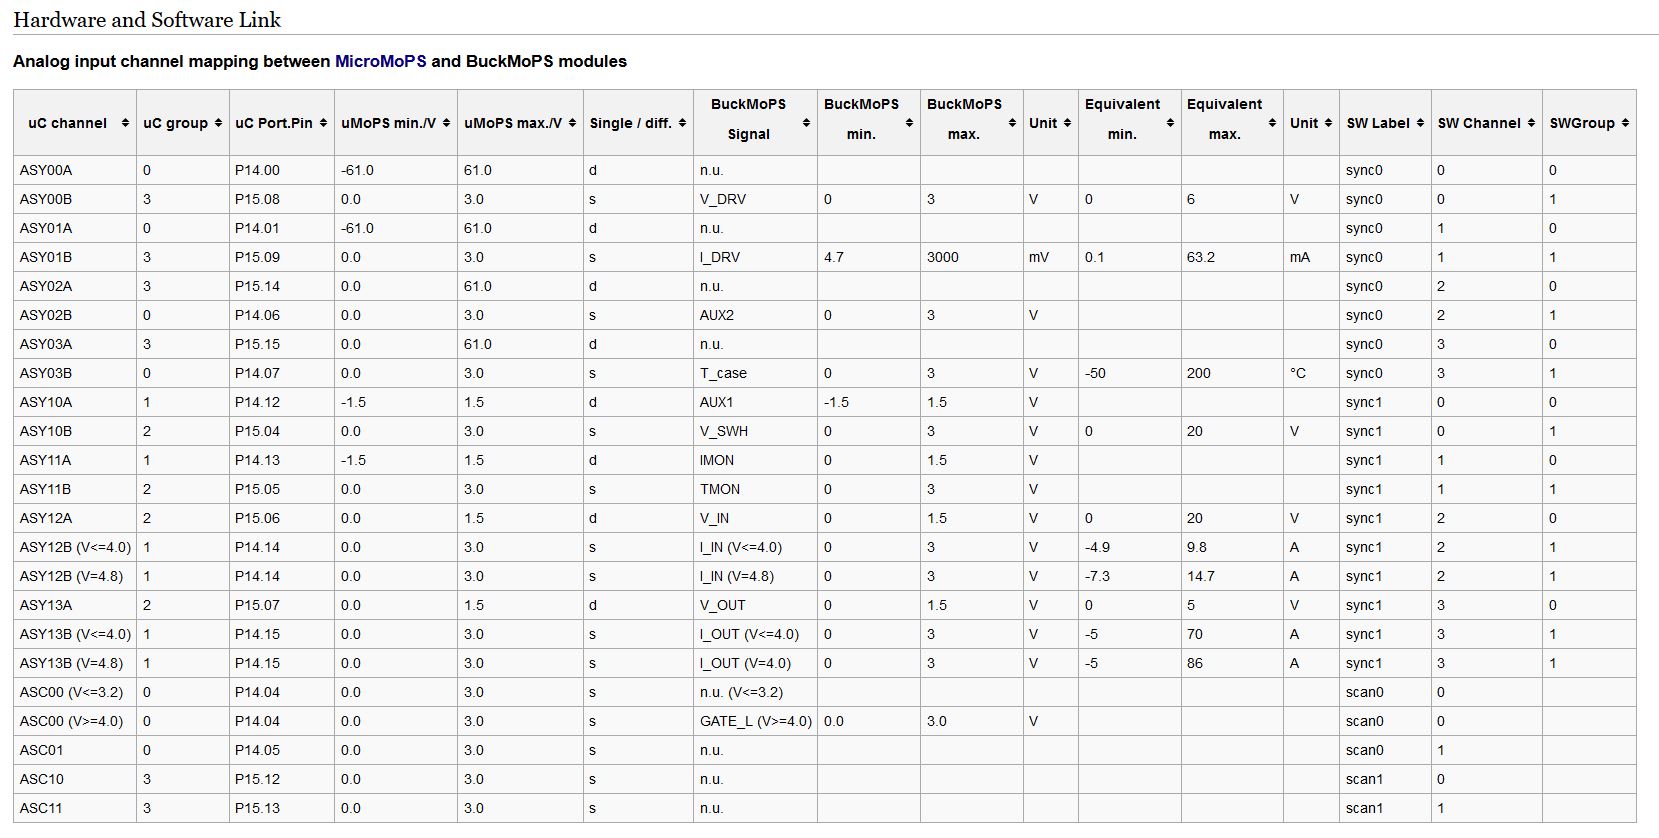 Hardware and Software Link
Analog input channel mapping between MicroMoPS and BuckMoPS modules
uC channel uC group uC Port.Pin uMoPS min./V uMoPS max./V Single / diff. BuckMoPS Signal BuckMoPS min. BuckMoPS max. Unit Equivalent min. Equivalent max. Unit SW Label SW Channel SWGroup
ASY00A 0 P14.00 -61.0 61.0 d n.u. sync0 0 0
ASY00B 3 P15.08 0.0 3.0 s V_DRV 0 3 V 0 6 V sync0 0 1
ASY01A 0 P14.01 -61.0 61.0 d n.u. sync0 1 0
ASY01B 3 P15.09 0.0 3.0 s I_DRV 4.7 3000 mV 0.1 63.2 mA sync0 1 1
ASY02A 3 P15.14 0.0 61.0 d n.u. sync0 2 0
ASY02B 0 P14.06 0.0 3.0 s AUX2 0 3 V sync0 2 1
ASY03A 3 P15.15 0.0 61.0 d n.u. sync0 3 0
ASY03B 0 P14.07 0.0 3.0 s T_case 0 3 V -50 200 °C sync0 3 1
ASY10A 1 P14.12 -1.5 1.5 d AUX1 -1.5 1.5 V sync1 0 0
ASY10B 2 P15.04 0.0 3.0 s V_SWH 0 3 V 0 20 V sync1 0 1
ASY11A 1 P14.13 -1.5 1.5 d IMON 0 1.5 V sync1 1 0
ASY11B 2 P15.05 0.0 3.0 s TMON 0 3 V sync1 1 1
ASY12A 2 P15.06 0.0 1.5 d V_IN 0 1.5 V 0 20 V sync1 2 0
ASY12B (V<=4.0) 1 P14.14 0.0 3.0 s I_IN (V<=4.0) 0 3 V -4.9 9.8 A sync1 2 1
ASY12B (V=4.8) 1 P14.14 0.0 3.0 s I_IN (V=4.8) 0 3 V -7.3 14.7 A sync1 2 1
ASY13A 2 P15.07 0.0 1.5 d V_OUT 0 1.5 V 0 5 V sync1 3 0
ASY13B (V<=4.0) 1 P14.15 0.0 3.0 s I_OUT (V<=4.0) 0 3 V -5 70 A sync1 3 1
ASY13B (V=4.8) 1 P14.15 0.0 3.0 s I_OUT (V=4.0) 0 3 V -5 86 A sync1 3 1
ASC00 (V<=3.2) 0 P14.04 0.0 3.0 s n.u. (V<=3.2) scan0 0
ASC00 (V>=4.0) 0 P14.04 0.0 3.0 s GATE_L (V>=4.0) 0.0 3.0 V scan0 0
ASC01 0 P14.05 0.0 3.0 s n.u. scan0 1
ASC10 3 P15.12 0.0 3.0 s n.u. scan1 0
ASC11 3 P15.13 0.0 3.0 s n.u. scan1 1